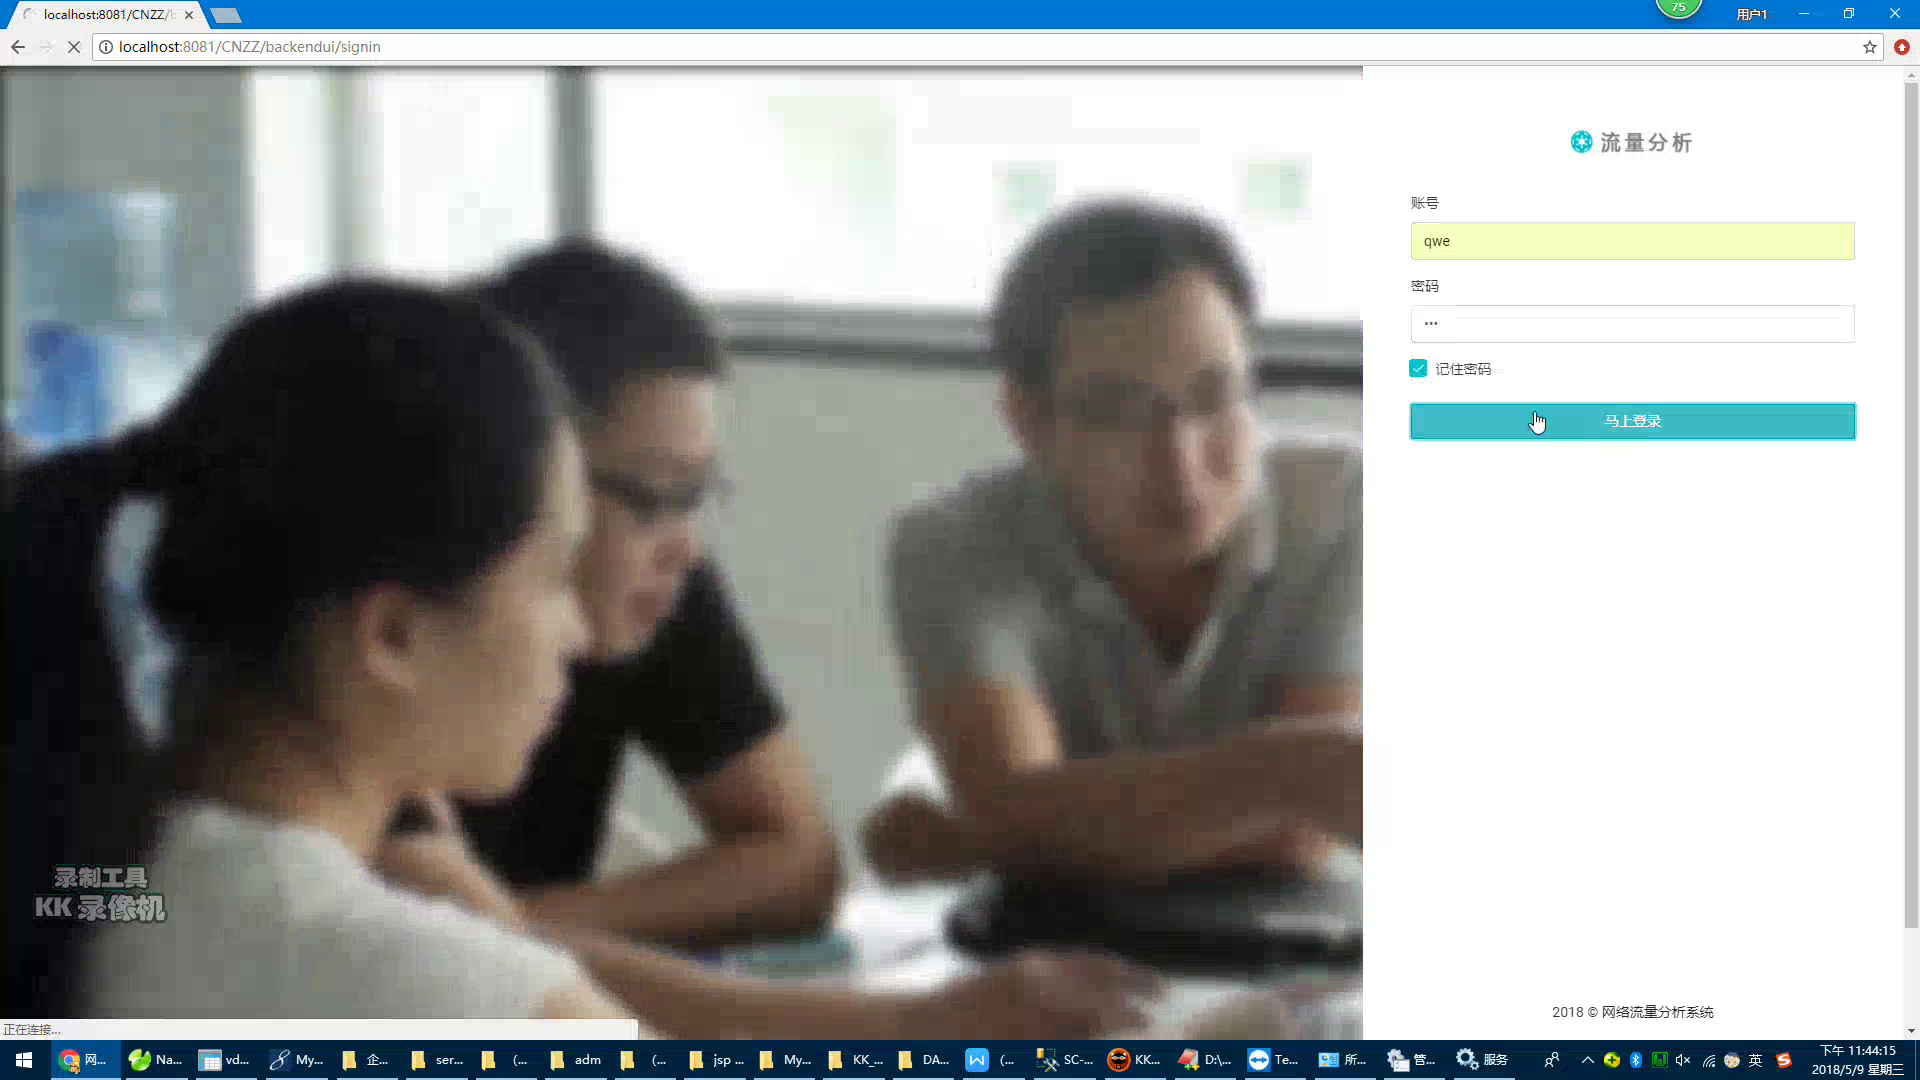 localhost:8081/CNZZ/b
75
用户1
localhost:8081/CNZZ/backendui/signin
流量分析
账号
qwe
密码
•••
记住密码
马上登录
录制工具
KK 录像机
2018 © 网络流量分析系统
正在连接...
网... Na... vd... My... 企... ser... (... adm (... jsp ... My... KK_... DA... (... SC-... KK... D:\... Te... 所... 管... 服务 英
下午 11:44:15
2018/5/9 星期三